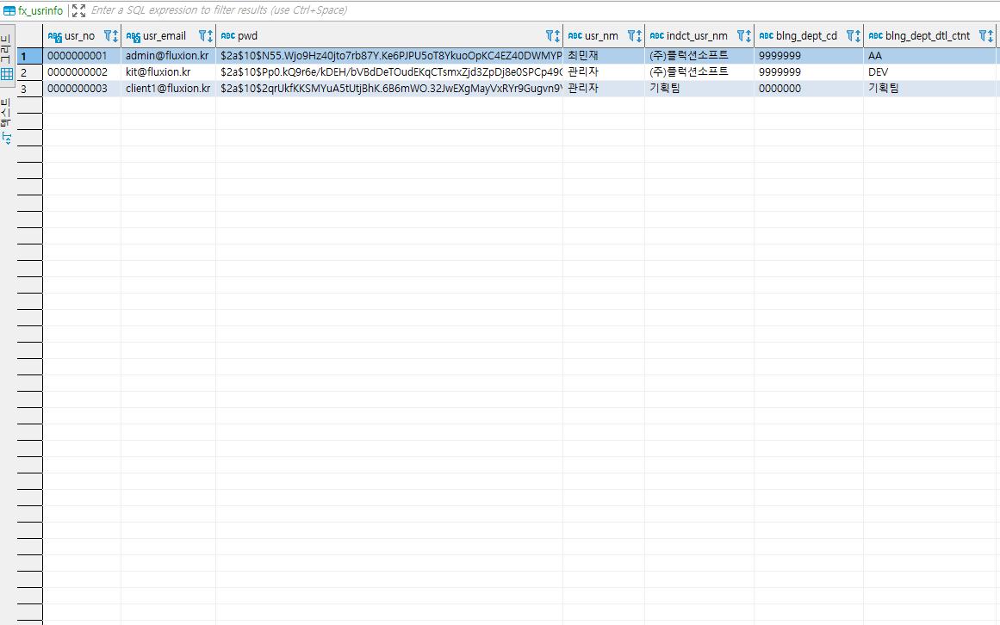 fx_usrinfo Enter a SQL expression to filter results (use Ctrl+Space)
그리드
텍스트
usr_no usr_email pwd usr_nm indct_usr_nm blng_dept_cd blng_dept_dtl_ctnt
1 0000000001 admin@fluxion.kr $2a$10$N55.Wjo9Hz40jto7rb87Y.Ke6PJPU5oT8YkuoOpKC4EZ40DWMYP 최민재 (주)플럭션소프트 9999999 AA
2 0000000002 kit@fluxion.kr $2a$10$Pp0.kQ9r6e/kDEH/bVBdDeTOudEKqCTsmxZjd3ZpDj8e0SPCp49C 관리자 (주)플럭션소프트 9999999 DEV
3 0000000003 client1@fluxion.kr $2a$10$2qrUkfKKSMYuA5tUtjBhK.6B6mWO.32JwEXgMayVxRYr9Gugvn9Y 관리자 기획팀 0000000 기획팀